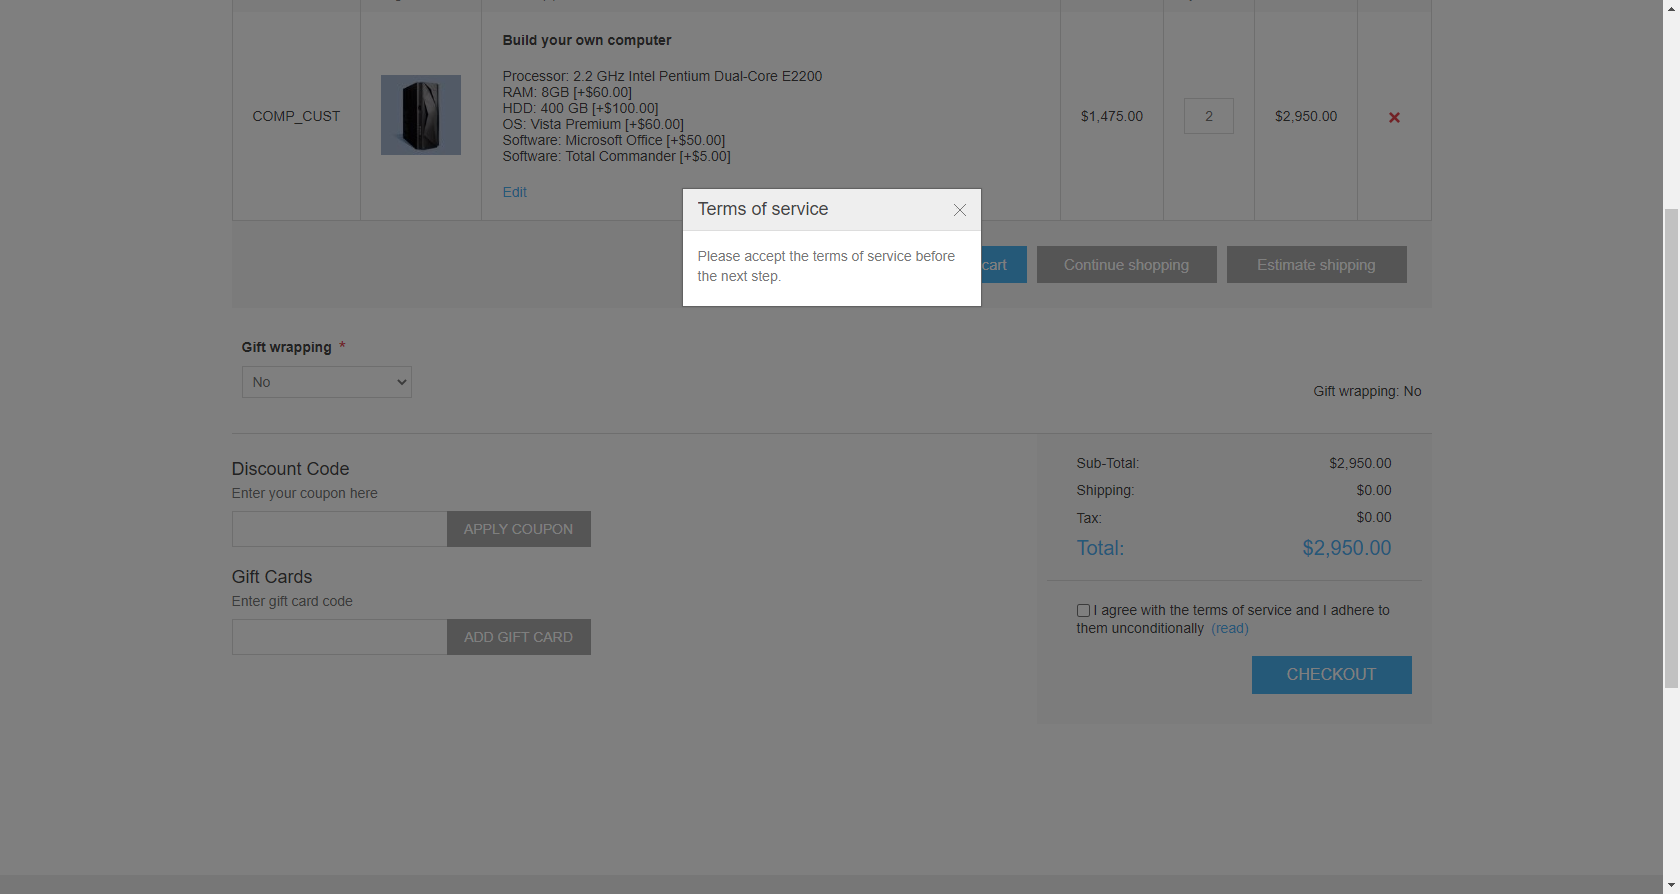 Build your own computer
Processor: 2.2 GHz Intel Pentium Dual-Core E2200
RAM: 8GB [+$60.00]
HDD: 400 GB [+$100.00]
COMP_CUST
$1,475.00
2
$2,950.00
OS: Vista Premium [+$60.00]
Software: Microsoft Office [+$50.00]
Software: Total Commander [+$5.00]
Edit
Terms of service
Please accept the terms of service before
the next step.
cart
Continue shopping
Estimate shipping
Gift wrapping *
No
Gift wrapping: No
Discount Code
Enter your coupon here
APPLY COUPON
Gift Cards
Enter gift card code
ADD GIFT CARD
Sub-Total: $2,950.00
Shipping: $0.00
Tax: $0.00
Total: $2,950.00
I agree with the terms of service and I adhere to
them unconditionally (read)
CHECKOUT